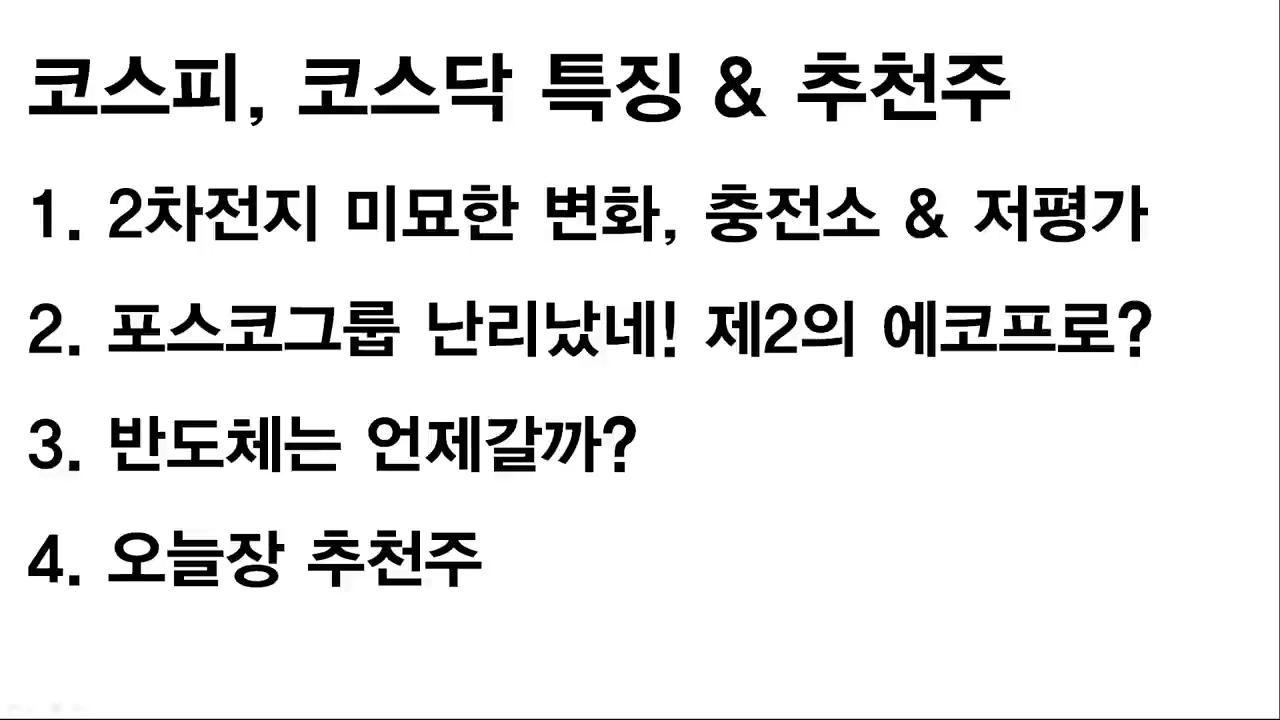 코스피, 코스닥 특징 & 추천주
1. 2차전지 미묘한 변화, 충전소 & 저평가
2. 포스코그룹 난리났네! 제2의 에코프로?
3. 반도체는 언제갈까?
4. 오늘장 추천주